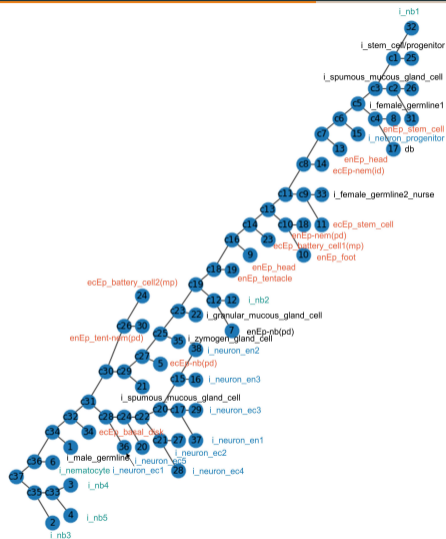 i_nb1
32
i_stem_cell/progenitor
c1 25
i_spumous_mucous_gland_cell
c3 c2 26
c5 i_female_germline1
c6 c4 8 31
enEp_stem_cell
c7 15 i_neuron_progenitor
13 17 db
enEp_head
c8 14
ecEp-nem(id)
c11 c9 33 i_female_germline2_nurse
c13
c14 c10 18 11 ecEp_stem_cell
enEp-nem(pd)
c16 23
ecEp_battery_cell1(mp)
9 10 enEp_foot
c18 19 enEp_head
enEp_tentacle
ecEp_battery_cell2(mp)
c19
24
c12 12 i_nb2
c23 22 i_granular_mucous_gland_cell
c26 30
7 enEp-nb(pd)
enEp_tent-nem(pd)
c25
35 i_zymogen_gland_cell
38 i_neuron_en2
c27
5 ecEp-nb(pd)
c30 c29
c15 16 i_neuron_en3
21
i_spumous_mucous_gland_cell
c31
c32 c28 c24 c22 c20 c17 29 i_neuron_ec3
c34 34 ecEp_basal_disk
c21 27 37 i_neuron_en1
1 36 20
i_neuron_ec2
c36 6 i_male_germline
i_neuron_ec5
i_nematocyte i_neuron_ec1
28 i_neuron_ec4
c37
3 i_nb4
c35 c33
4 i_nb5
2
i_nb3